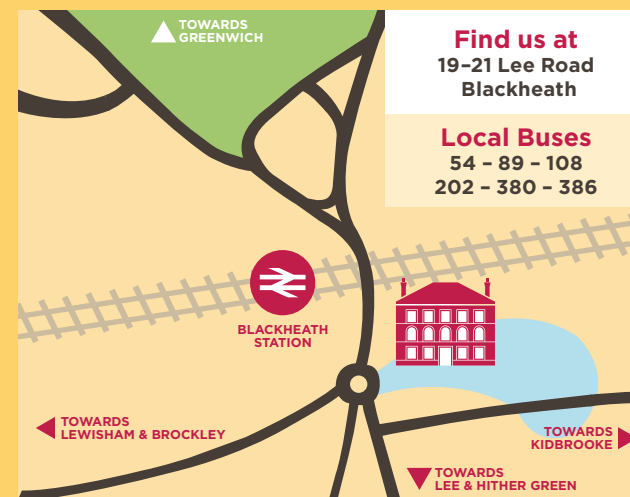 TOWARDS
GREENWICH
Find us at
19–21 Lee Road
Blackheath
Local Buses
54 – 89 – 108
202 – 380 – 386
BLACKHEATH
STATION
TOWARDS
LEWISHAM & BROCKLEY
TOWARDS
KIDBROOKE
TOWARDS
LEE & HITHER GREEN